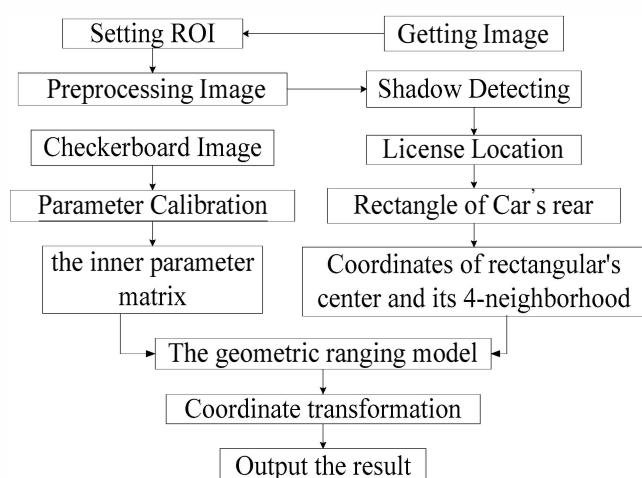 Setting ROI
Getting Image
Preprocessing Image
Shadow Detecting
Checkerboard Image
License Location
Parameter Calibration
Rectangle of Car's rear
the inner parameter
matrix
Coordinates of rectangular's
center and its 4-neighborhood
The geometric ranging model
Coordinate transformation
Output the result